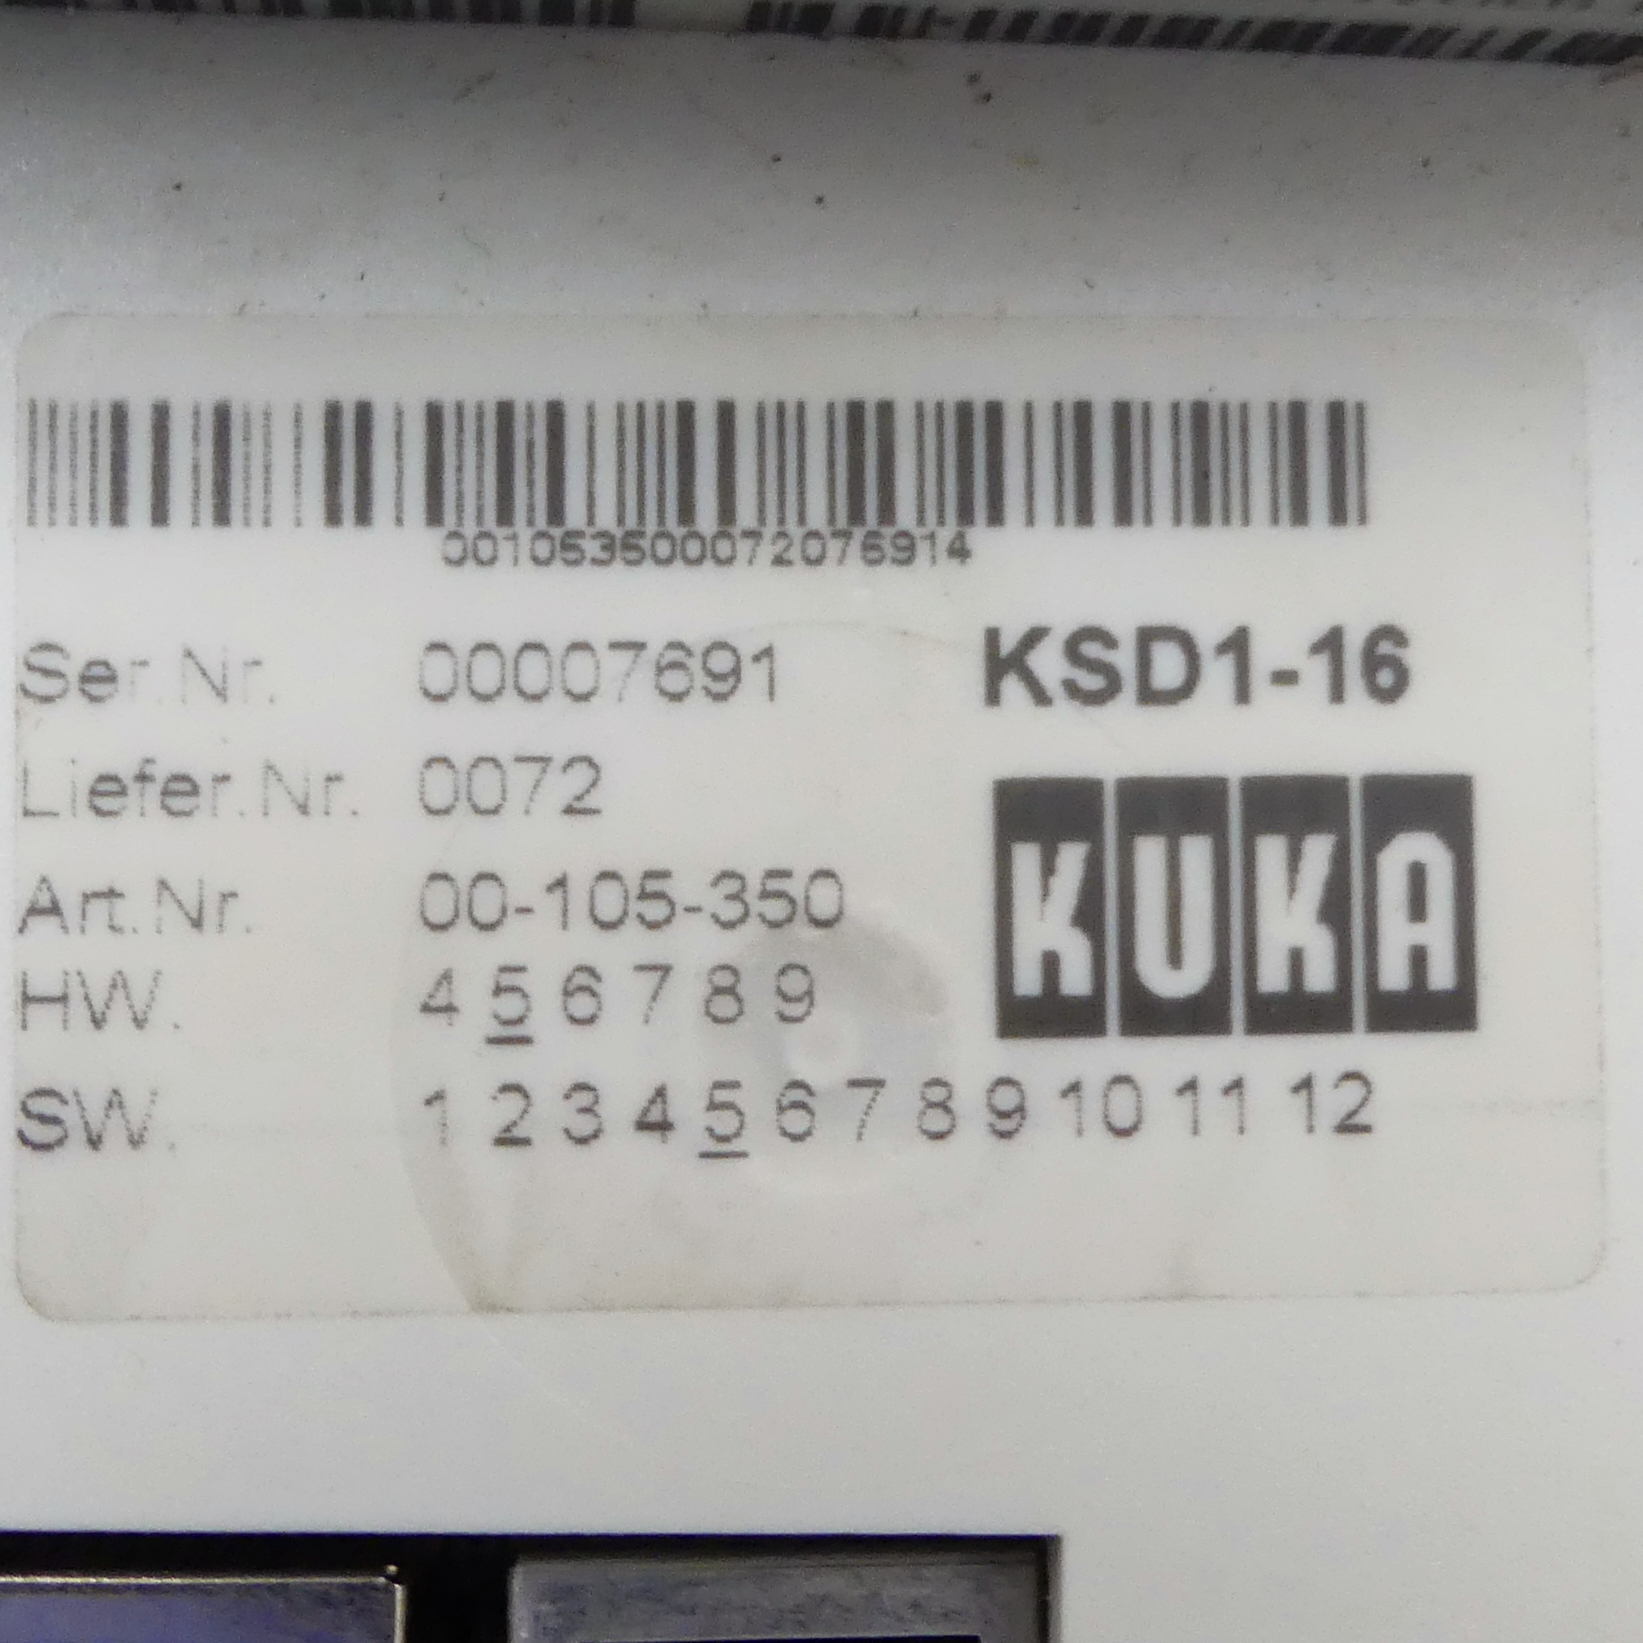 001053500072076914
Ser.Nr. 00007691 KSD1-16
Liefer.Nr. 0072
Art.Nr. 00-105-350
KUKA
HW. 4 5 6 7 8 9
SW. 1 2 3 4 5 6 7 8 9 10 11 12